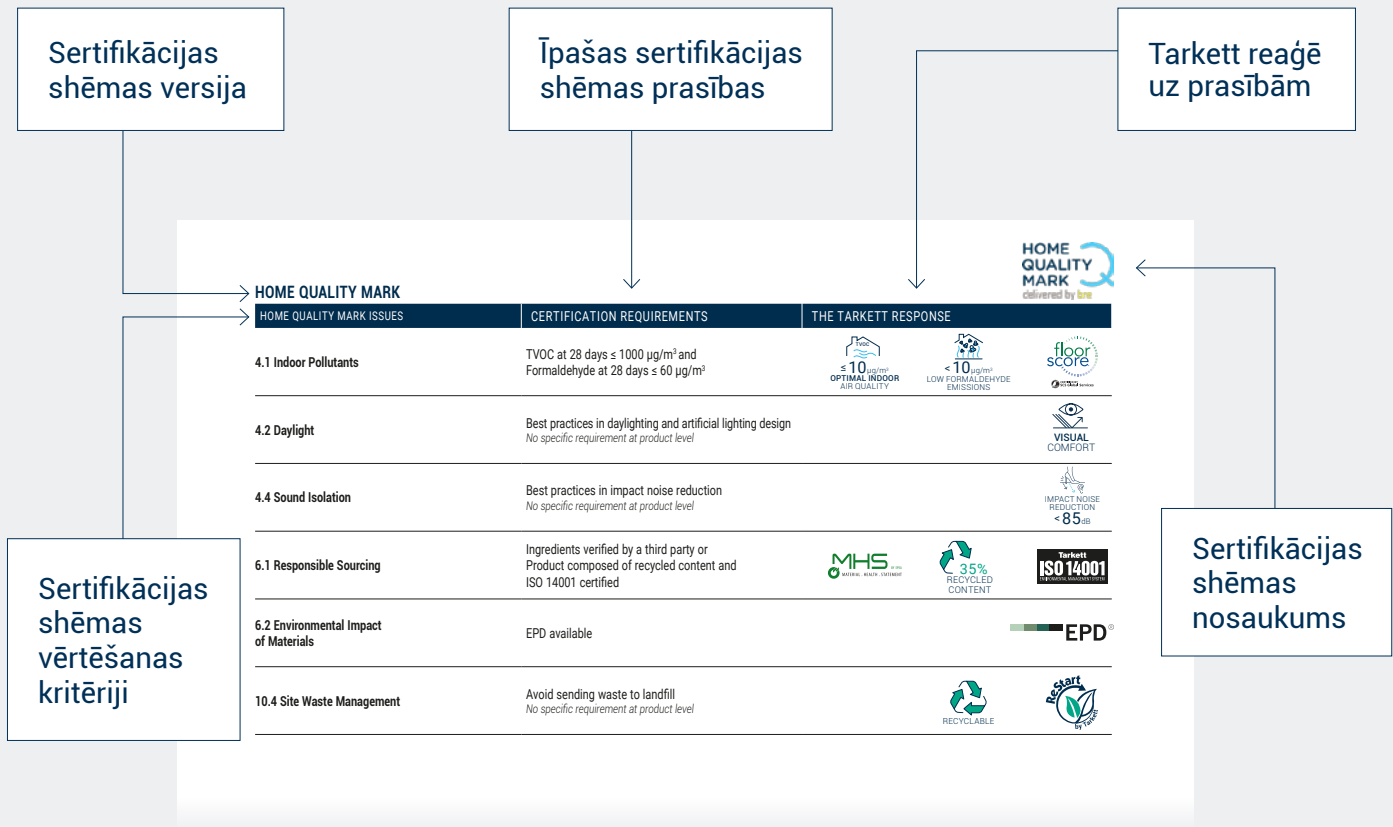 Sertifikācijas
shēmas versija
Īpašas sertifikācijas
shēmas prasības
Tarkett reaģē
uz prasībām
HOME
QUALITY
MARK
delivered by bre
HOME QUALITY MARK
HOME QUALITY MARK ISSUES
CERTIFICATION REQUIREMENTS
THE TARKETT RESPONSE
4.1 Indoor Pollutants
TVOC at 28 days ≤ 1000 µg/m³ and
Formaldehyde at 28 days ≤ 60 µg/m³
TVOC
≤ 10 µg/m³
OPTIMAL INDOOR
AIR QUALITY
< 10 µg/m³
LOW FORMALDEHYDE
EMISSIONS
floor
score
4.2 Daylight
Best practices in daylighting and artificial lighting design
No specific requirement at product level
VISUAL
COMFORT
4.4 Sound Isolation
Best practices in impact noise reduction
No specific requirement at product level
IMPACT NOISE
REDUCTION
< 85 dB
6.1 Responsible Sourcing
Ingredients verified by a third party or
Product composed of recycled content and
ISO 14001 certified
MHS
MATERIAL - HEALTH - STATEMENT
35%
RECYCLED
CONTENT
Tarkett
ISO 14001
ENVIRONMENTAL MANAGEMENT SYSTEM
6.2 Environmental Impact
of Materials
EPD available
EPD®
10.4 Site Waste Management
Avoid sending waste to landfill
No specific requirement at product level
RECYCLABLE
ReStart
by Tarkett
Sertifikācijas
shēmas
vērtēšanas
kritēriji
Sertifikācijas
shēmas
nosaukums